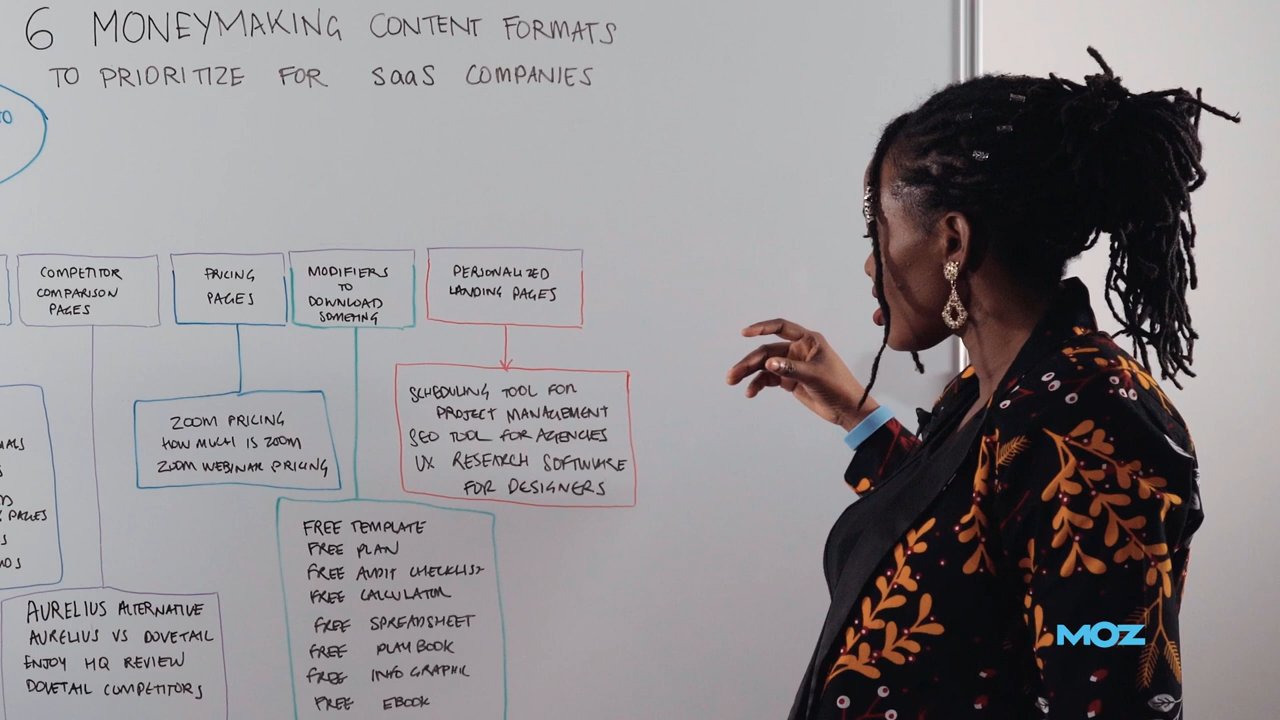 6 MONEYMAKING CONTENT FORMATS
TO PRIORITIZE FOR SaaS COMPANIES
COMPETITOR
COMPARISON
PAGES
PRICING
PAGES
MODIFIERS
TO
DOWNLOAD
SOMETING
PERSONALIZED
LANDING PAGES
ZOOM PRICING
HOW MUCH IS ZOOM
ZOOM WEBINAR PRICING
SCHEDULING TOOL FOR
PROJECT MANAGEMENT
SEO TOOL FOR AGENCIES
UX RESEARCH SOFTWARE
FOR DESIGNERS
PAGES
FREE TEMPLATE
FREE PLAN
FREE AUDIT CHECKLIST
FREE CALCULATOR
FREE SPREADSHEET
FREE PLAYBOOK
FREE INFOGRAPHIC
FREE EBOOK
AURELIUS ALTERNATIVE
AURELIUS VS DOVETAIL
ENJOY HQ REVIEW
DOVETAIL COMPETITORS
MOZ